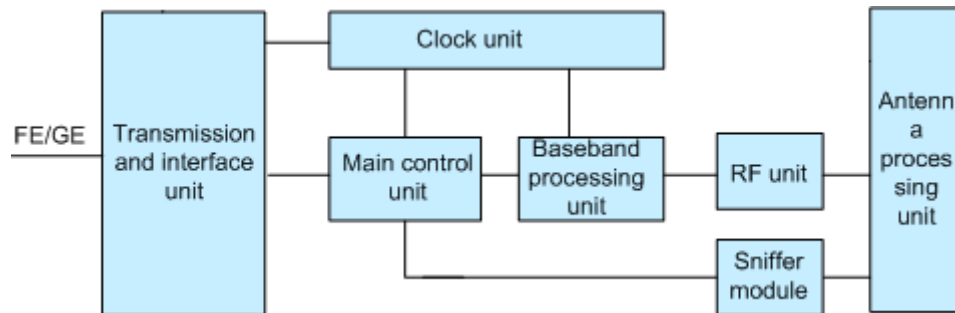 Clock unit
FE/GE
Transmission
and interface
unit
Main control
unit
Baseband
processing
unit
RF unit
Sniffer
module
Antenn
a
proces
sing
unit